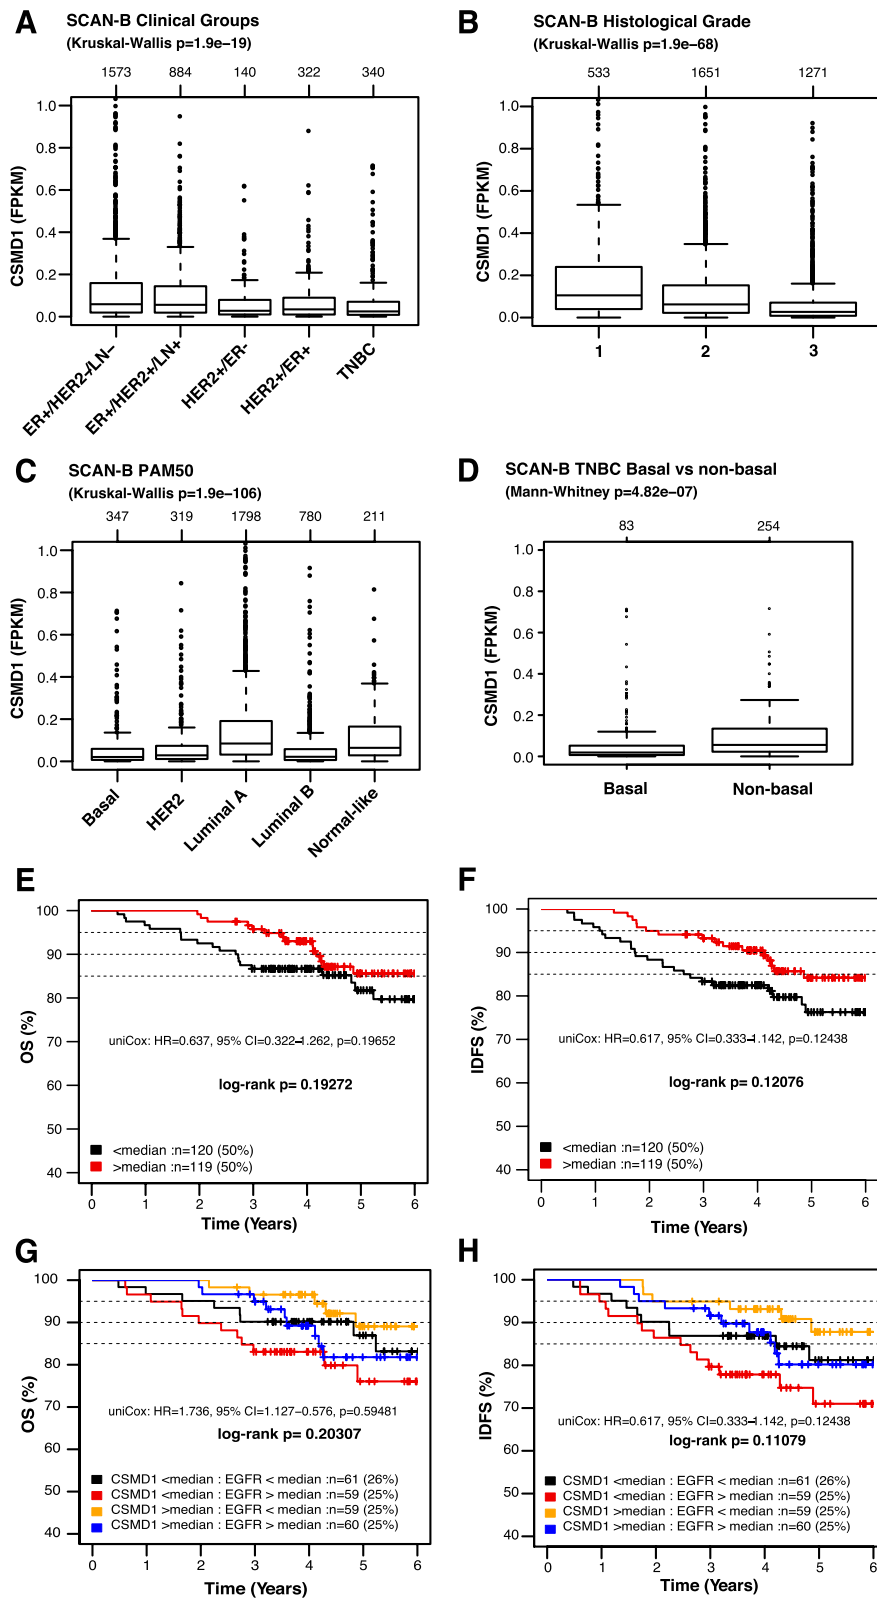 A
SCAN-B Clinical Groups
(Kruskal-Wallis p=1.9e−19)
1573 884 140 322 340
1.0
0.8
0.6
0.4
0.2
0.0
CSMD1 (FPKM)
ER+/HER2-/LN−
ER+/HER2+/LN+
HER2+/ER-
HER2+/ER+
TNBC
B
SCAN-B Histological Grade
(Kruskal-Wallis p=1.9e−68)
533 1651 1271
1.0
0.8
0.6
0.4
0.2
0.0
CSMD1 (FPKM)
1 2 3
C
SCAN-B PAM50
(Kruskal-Wallis p=1.9e−106)
347 319 1798 780 211
1.0
0.8
0.6
0.4
0.2
0.0
CSMD1 (FPKM)
Basal
HER2
Luminal A
Luminal B
Normal-like
D
SCAN-B TNBC Basal vs non-basal
(Mann-Whitney p=4.82e−07)
83 254
1.0
0.8
0.6
0.4
0.2
0.0
CSMD1 (FPKM)
Basal Non-basal
E
100
90
80
70
60
50
40
OS (%)
uniCox: HR=0.637, 95% CI=0.322−1.262, p=0.19652
log-rank p= 0.19272
<median :n=120 (50%)
>median :n=119 (50%)
0 1 2 3 4 5 6
Time (Years)
F
100
90
80
70
60
50
40
IDFS (%)
uniCox: HR=0.617, 95% CI=0.333−1.142, p=0.12438
log-rank p= 0.12076
<median :n=120 (50%)
>median :n=119 (50%)
0 1 2 3 4 5 6
Time (Years)
G
100
90
80
70
60
50
40
OS (%)
uniCox: HR=1.736, 95% CI=1.127−0.576, p=0.59481
log-rank p= 0.20307
CSMD1 <median : EGFR < median :n=61 (26%)
CSMD1 <median : EGFR > median :n=59 (25%)
CSMD1 >median : EGFR < median :n=59 (25%)
CSMD1 >median : EGFR > median :n=60 (25%)
0 1 2 3 4 5 6
Time (Years)
H
100
90
80
70
60
50
40
IDFS (%)
uniCox: HR=0.617, 95% CI=0.333−1.142, p=0.12438
log-rank p= 0.11079
CSMD1 <median : EGFR < median :n=61 (26%)
CSMD1 <median : EGFR > median :n=59 (25%)
CSMD1 >median : EGFR < median :n=59 (25%)
CSMD1 >median : EGFR > median :n=60 (25%)
0 1 2 3 4 5 6
Time (Years)